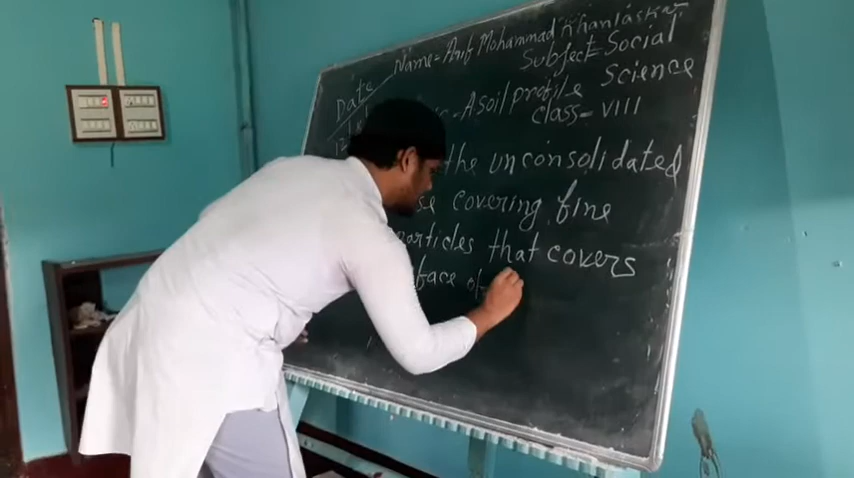 Date
Name = Arif Mohammad Khanlaskar
Subject = Social Science
A soil profile
class - VIII
the unconsolidated
covering fine
particles that covers
face of